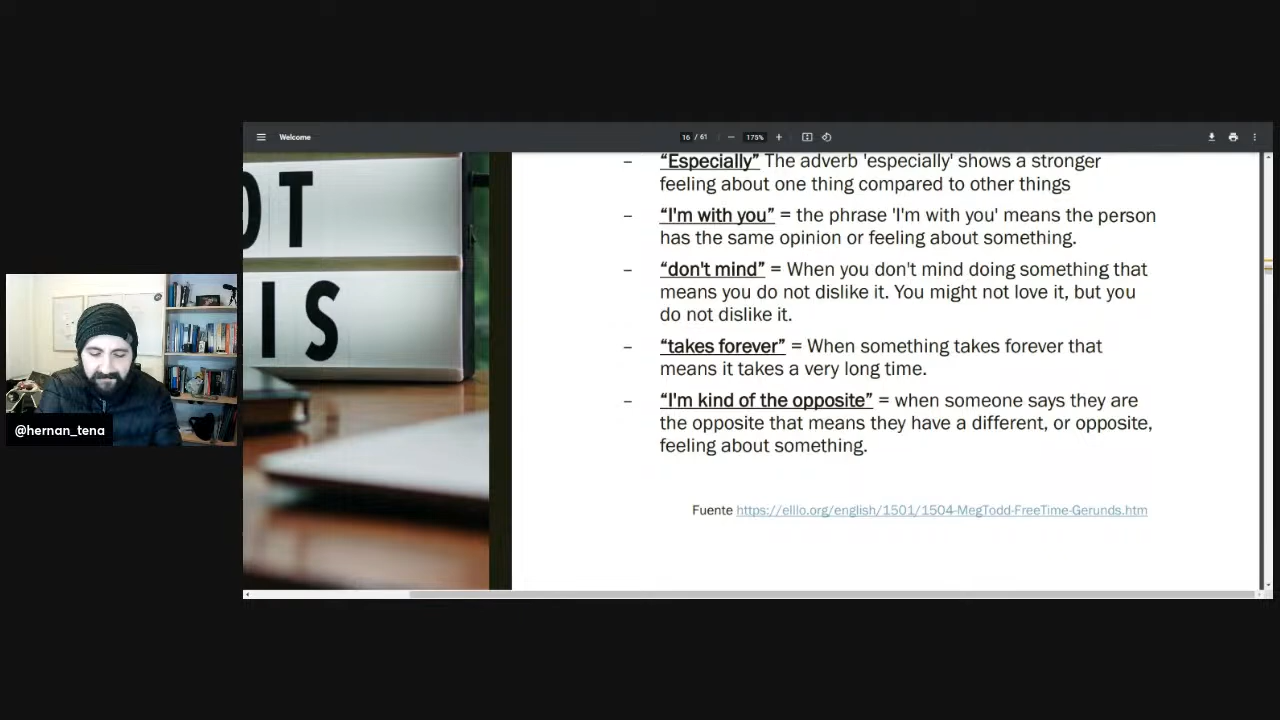 Welcome
16 / 61
175%
– “Especially” The adverb 'especially' shows a stronger
feeling about one thing compared to other things
– “I'm with you” = the phrase 'I'm with you' means the person
has the same opinion or feeling about something.
– “don't mind” = When you don't mind doing something that
means you do not dislike it. You might not love it, but you
do not dislike it.
– “takes forever” = When something takes forever that
means it takes a very long time.
– “I'm kind of the opposite” = when someone says they are
the opposite that means they have a different, or opposite,
feeling about something.
Fuente https://elllo.org/english/1501/1504-MegTodd-FreeTime-Gerunds.htm
OT
IS
@hernan_tena